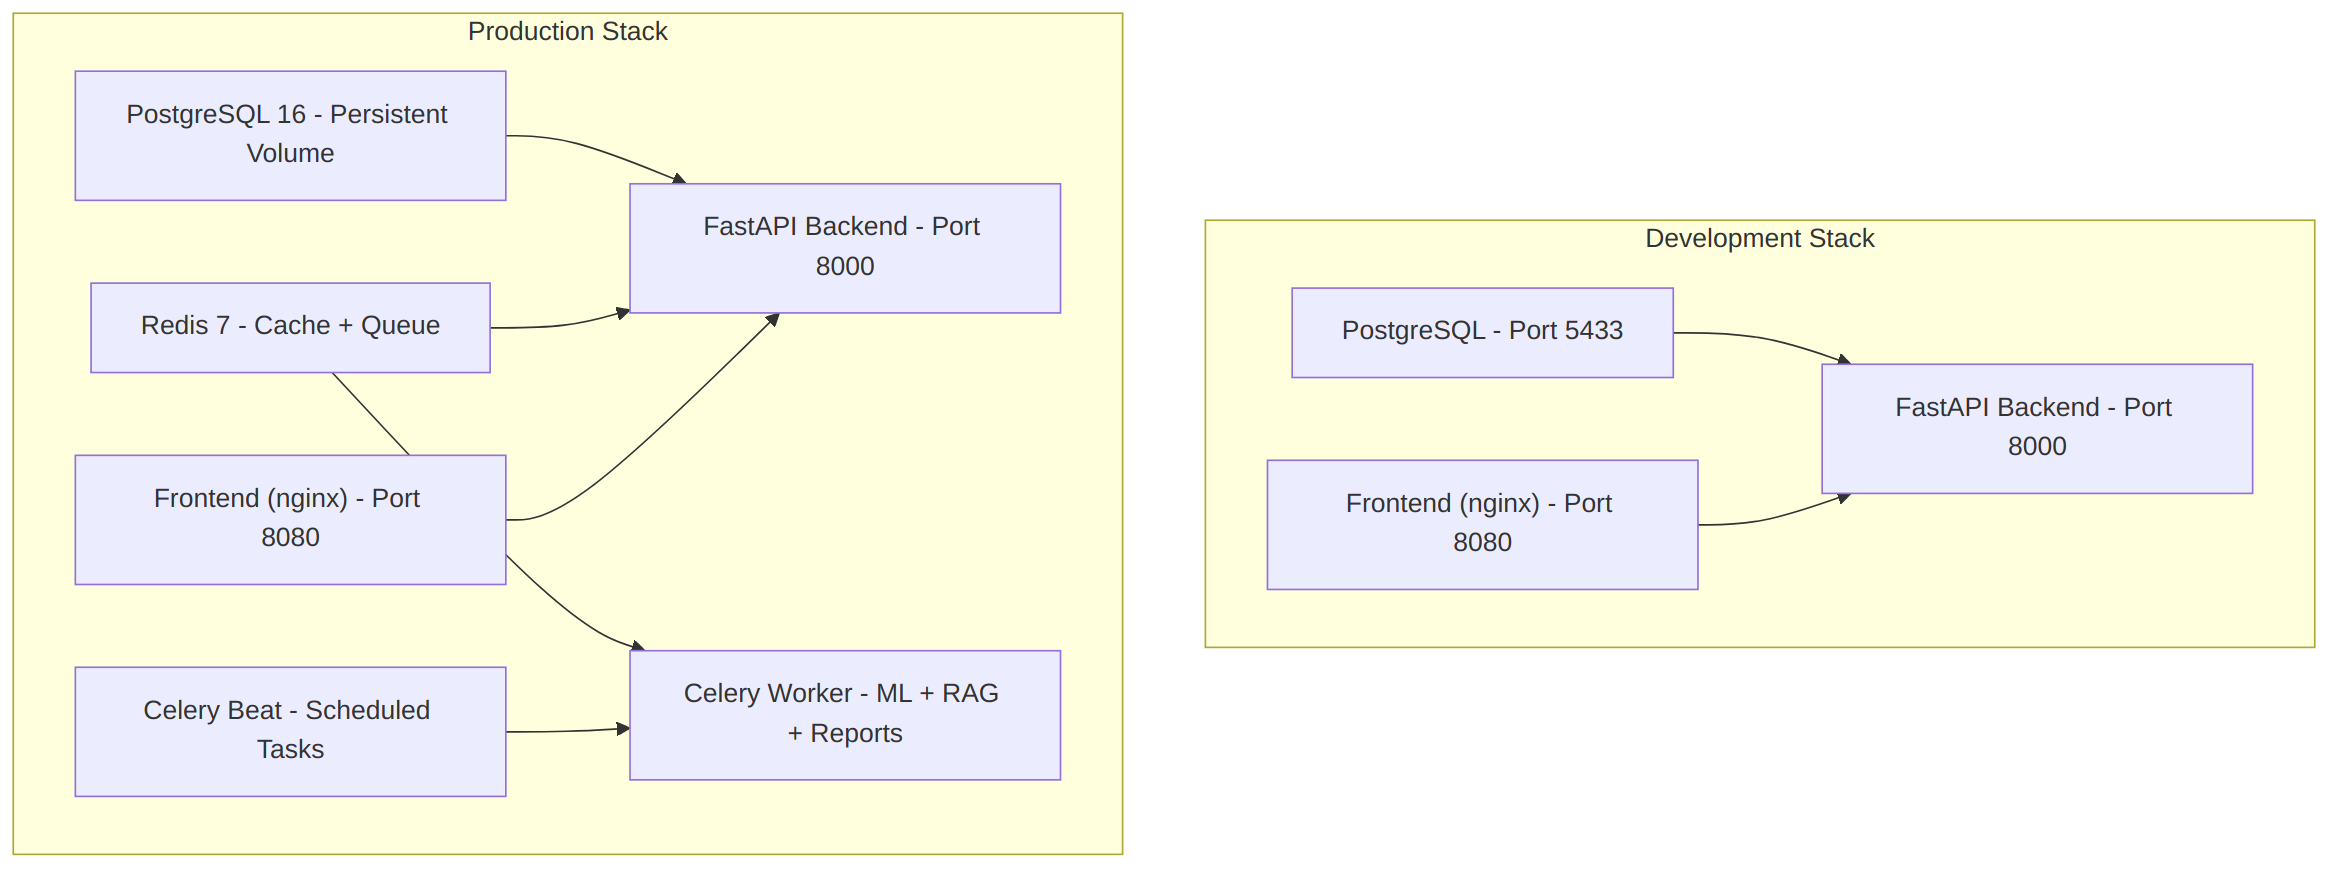 Production Stack
PostgreSQL 16 - Persistent
Volume
FastAPI Backend - Port
8000
Redis 7 - Cache + Queue
Frontend (nginx) - Port
8080
Celery Beat - Scheduled
Tasks
Celery Worker - ML + RAG
+ Reports
Development Stack
PostgreSQL - Port 5433
FastAPI Backend - Port
8000
Frontend (nginx) - Port
8080